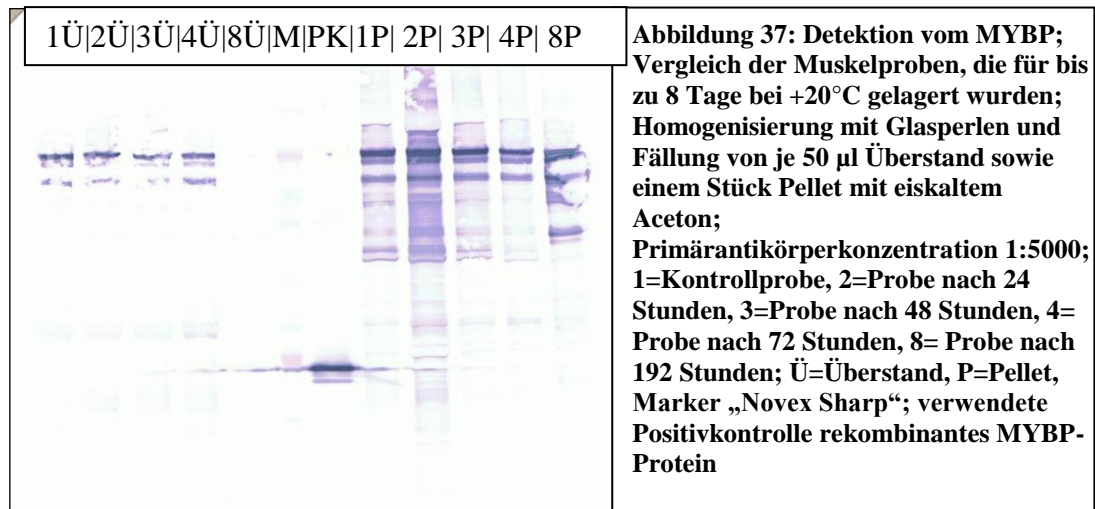 1Ü|2Ü|3Ü|4Ü|8Ü|M|PK|1P| 2P| 3P| 4P| 8P
Abbildung 37: Detektion vom MYBP;
Vergleich der Muskelproben, die für bis
zu 8 Tage bei +20°C gelagert wurden;
Homogenisierung mit Glasperlen und
Fällung von je 50 µl Überstand sowie
einem Stück Pellet mit eiskaltem
Aceton;
Primärantikörperkonzentration 1:5000;
1=Kontrollprobe, 2=Probe nach 24
Stunden, 3=Probe nach 48 Stunden, 4=
Probe nach 72 Stunden, 8= Probe nach
192 Stunden; Ü=Überstand, P=Pellet,
Marker „Novex Sharp“; verwendete
Positivkontrolle rekombinantes MYBP-
Protein